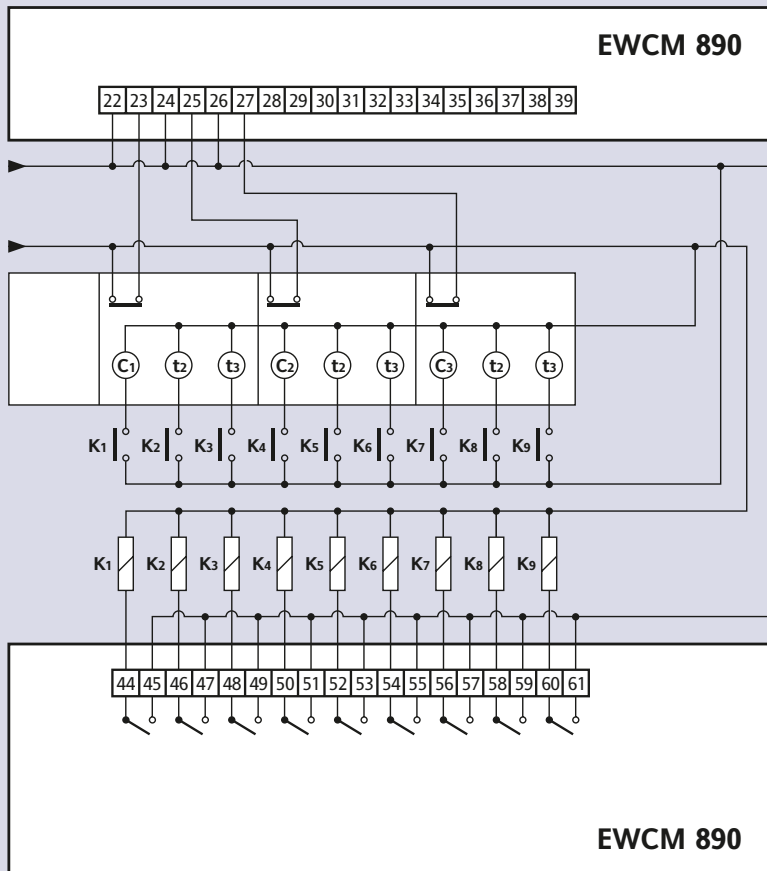 EWCM 890
22 23 24 25 26 27 28 29 30 31 32 33 34 35 36 37 38 39
C1 t2 t3 C2 t2 t3 C3 t2 t3
K1 K2 K3 K4 K5 K6 K7 K8 K9
K1 K2 K3 K4 K5 K6 K7 K8 K9
44 45 46 47 48 49 50 51 52 53 54 55 56 57 58 59 60 61
EWCM 890